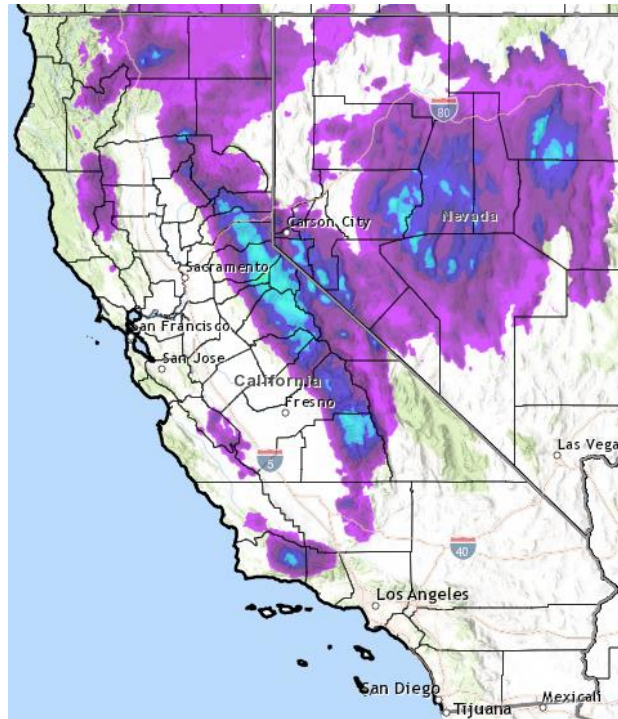 80
Carson City
Nevada
Sacramento
San Francisco
San Jose
California
Fresno
5
Las Vega
40
Los Angeles
San Diego
Tijuana
Mexicali